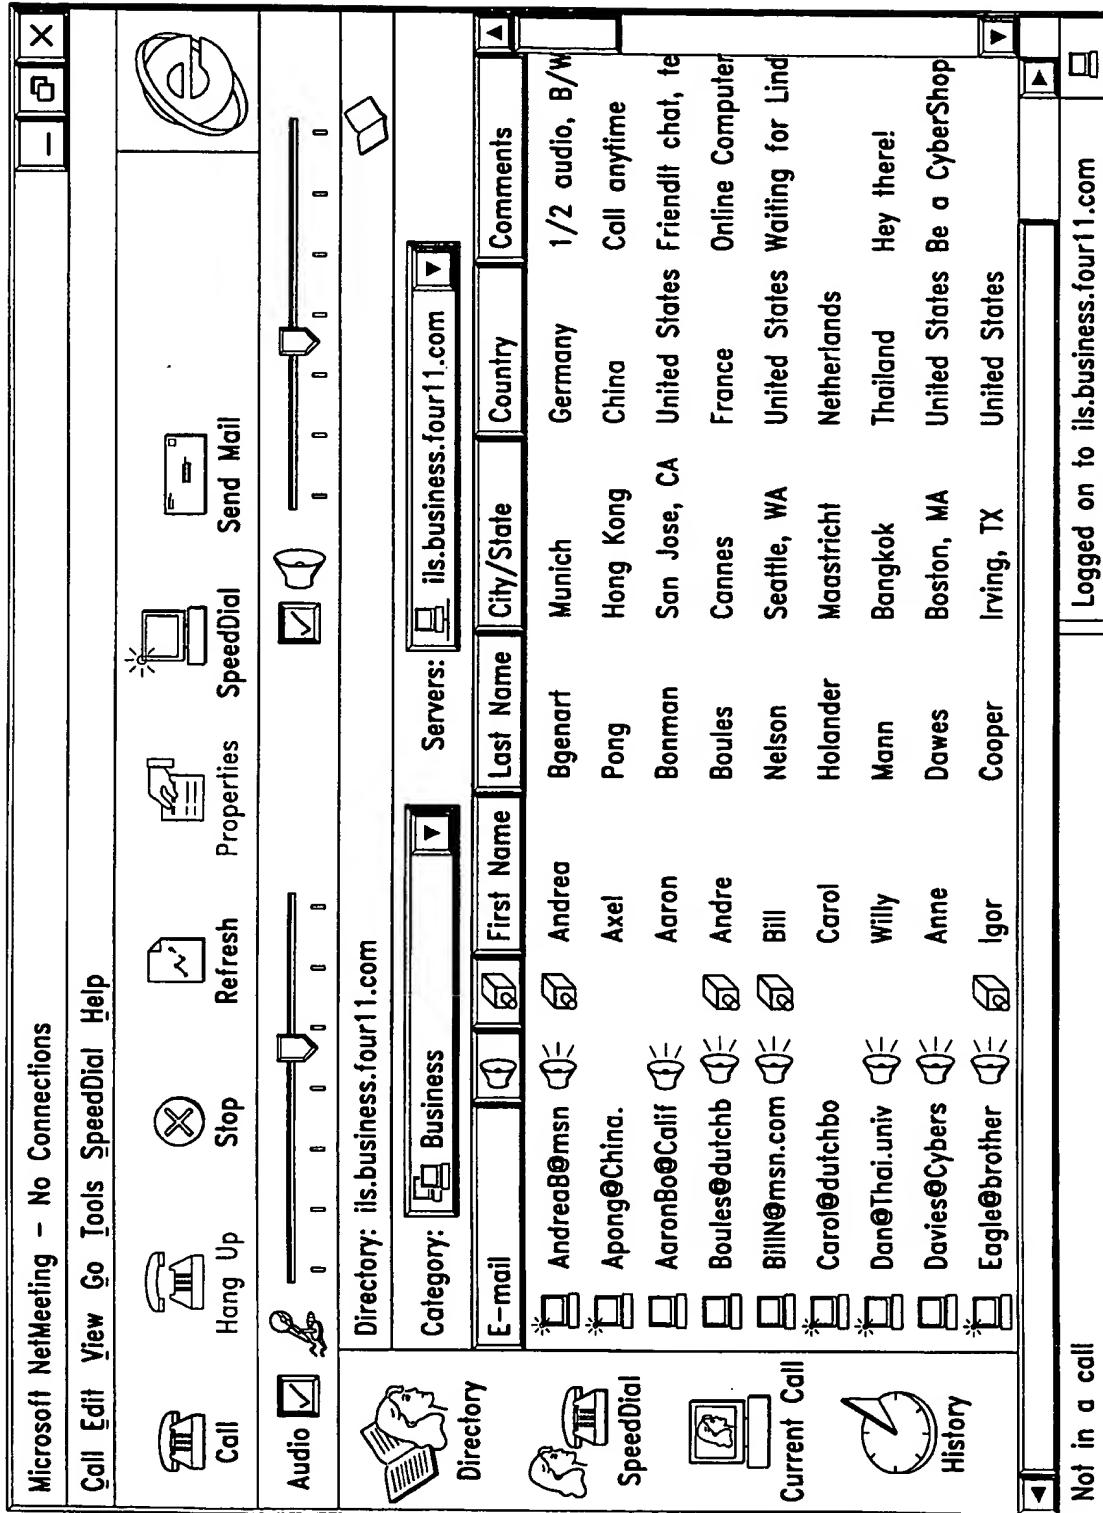 Microsoft NetMeeting – No Connections
Call Edit View Go Tools SpeedDial Help
Call Hang Up Stop Refresh Properties SpeedDial Send Mail
Audio
Directory: ils.business.four11.com
Category: Business Servers: ils.business.four11.com
E-mail First Name Last Name City/State Country Comments
AndreaB@msn Andrea Bgenart Munich Germany 1/2 audio, B/W
Apong@China. Axel Pong Hong Kong China Call anytime
AaronBo@Calif Aaron Bonman San Jose, CA United States FriendIt chat, te
Boules@dutchb Andre Boules Cannes France Online Computer
BillN@msn.com Bill Nelson Seattle, WA United States Waiting for Lind
Carol@dutchbo Carol Holander Maastricht Netherlands
Dan@Thai.univ Willy Mann Bangkok Thailand Hey there!
Davies@Cybers Anne Dawes Boston, MA United States Be a CyberShop
Eagle@brother Igor Cooper Irving, TX United States
Directory
SpeedDial
Current Call
History
Not in a call Logged on to ils.business.four11.com